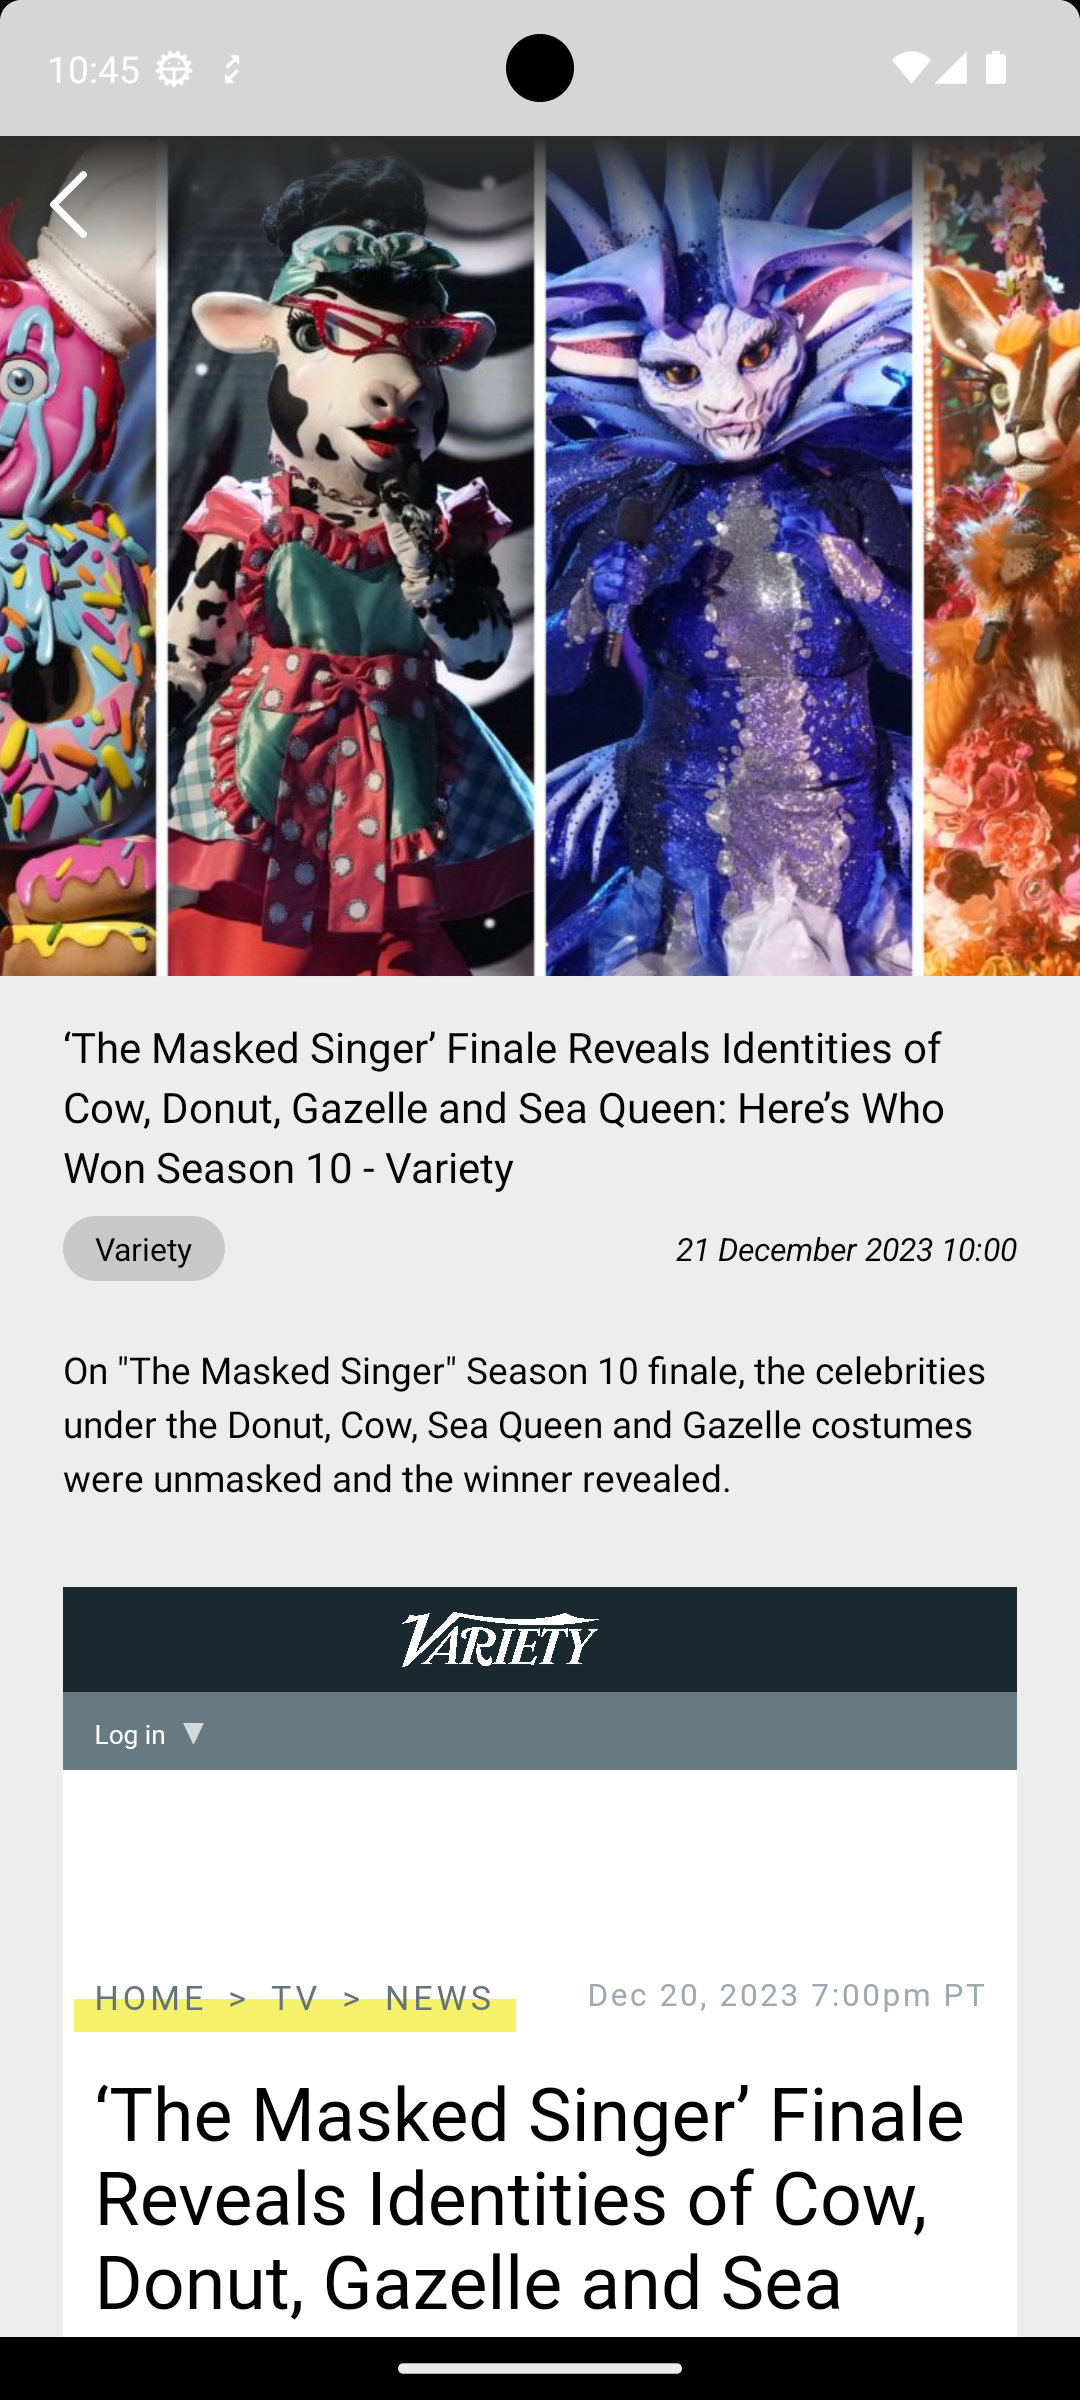 10:45
‘The Masked Singer’ Finale Reveals Identities of
Cow, Donut, Gazelle and Sea Queen: Here’s Who
Won Season 10 - Variety
Variety
21 December 2023 10:00
On "The Masked Singer" Season 10 finale, the celebrities
under the Donut, Cow, Sea Queen and Gazelle costumes
were unmasked and the winner revealed.
VARIETY
Log in
HOME > TV > NEWS
Dec 20, 2023 7:00pm PT
‘The Masked Singer’ Finale
Reveals Identities of Cow,
Donut, Gazelle and Sea